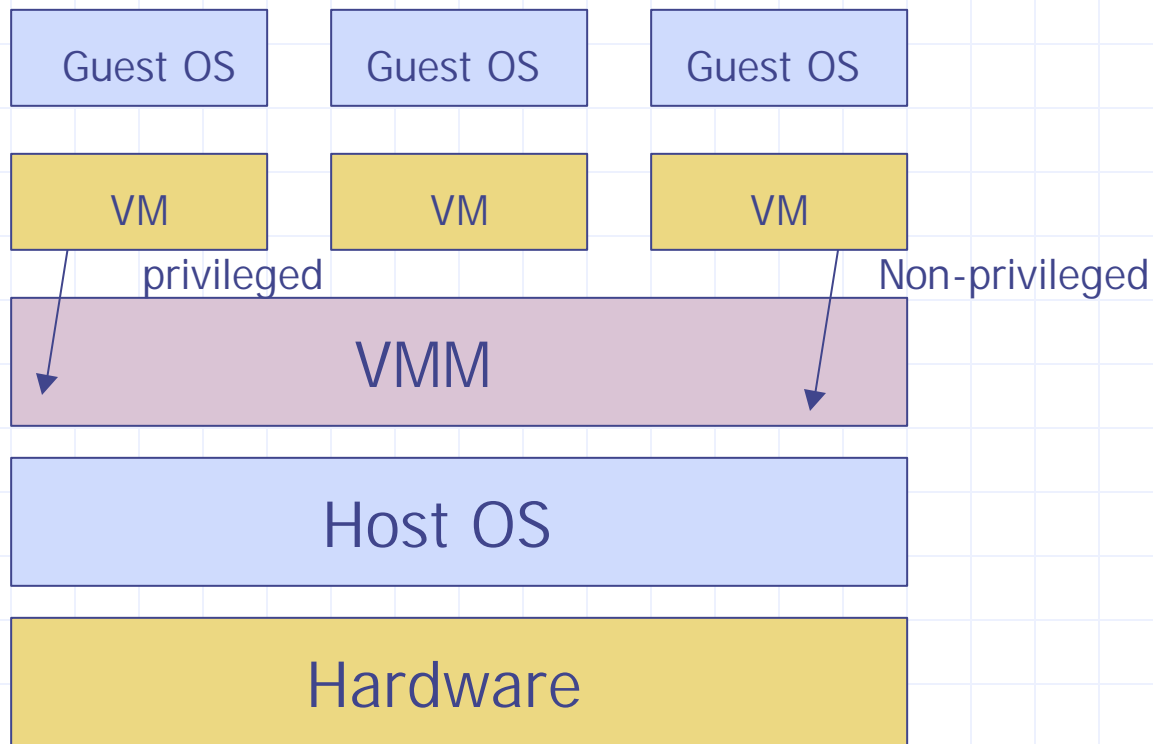 Guest OS Guest OS Guest OS
VM VM VM
privileged Non-privileged
VMM
Host OS
Hardware